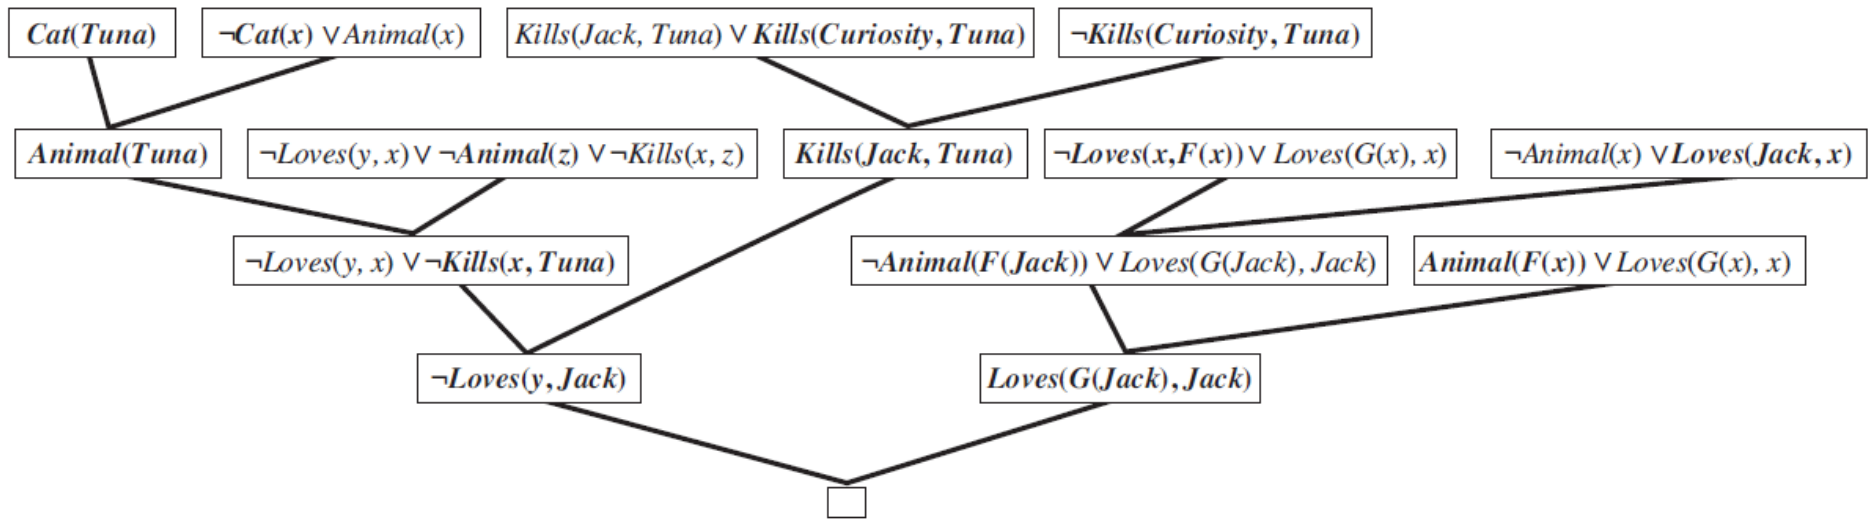 Cat(Tuna) ¬Cat(x) ∨ Animal(x) Kills(Jack, Tuna) ∨ Kills(Curiosity, Tuna) ¬Kills(Curiosity, Tuna)
Animal(Tuna) ¬Loves(y, x) ∨ ¬Animal(z) ∨ ¬Kills(x, z) Kills(Jack, Tuna) ¬Loves(x,F(x)) ∨ Loves(G(x), x) ¬Animal(x) ∨ Loves(Jack, x)
¬Loves(y, x) ∨ ¬Kills(x, Tuna) ¬Animal(F(Jack)) ∨ Loves(G(Jack), Jack) Animal(F(x)) ∨ Loves(G(x), x)
¬Loves(y, Jack) Loves(G(Jack), Jack)